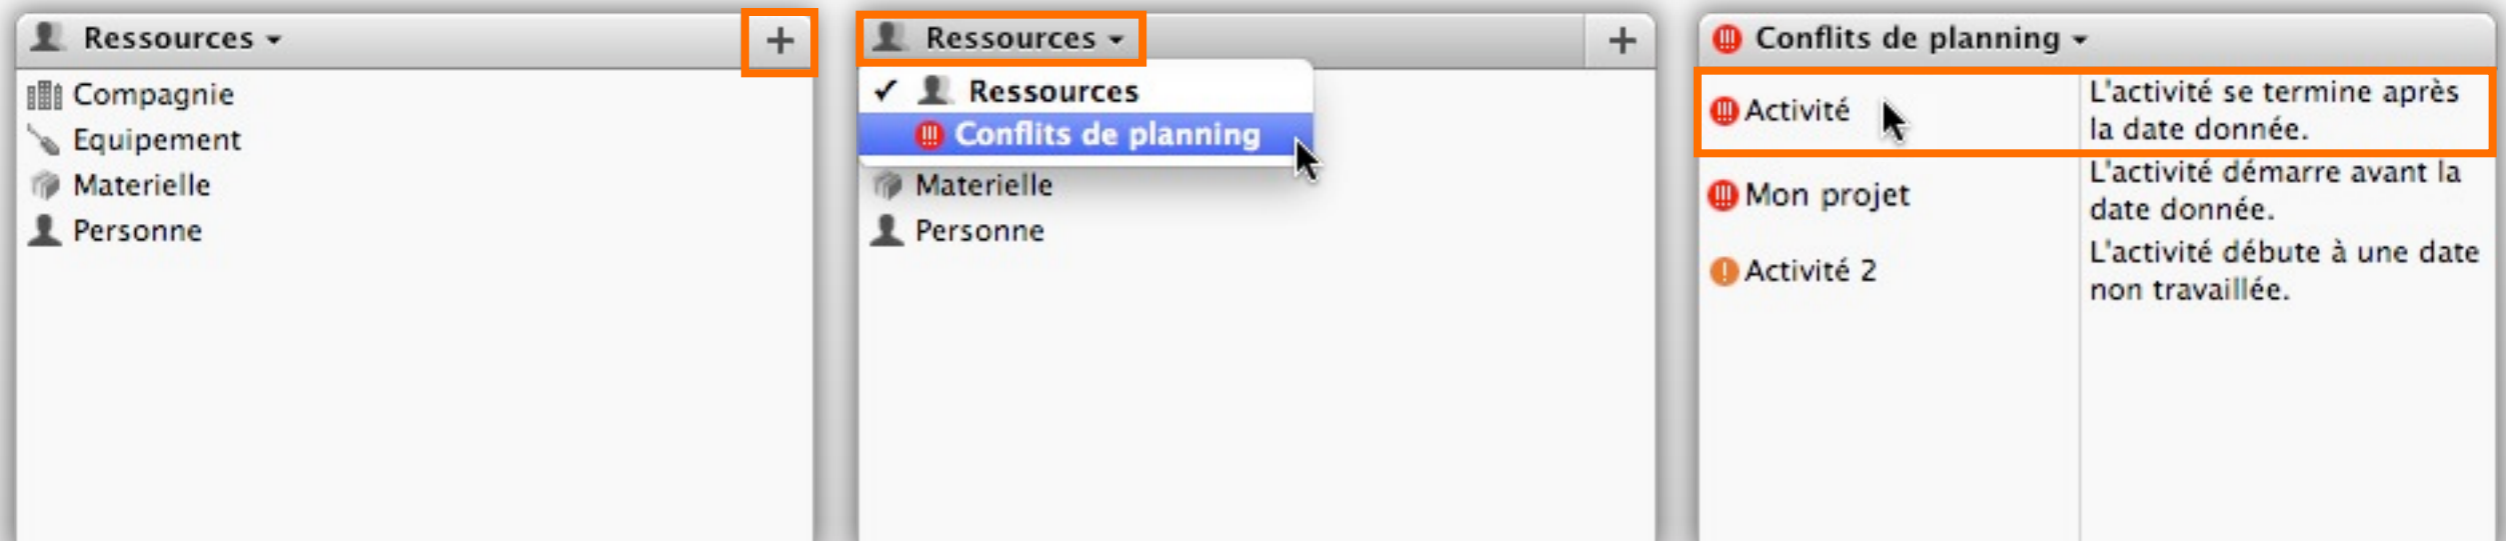 Ressources
+
Compagnie
Equipement
Materielle
Personne
Ressources
+
✓ Ressources
Conflits de planning
Materielle
Personne
Conflits de planning
Activité
L'activité se termine après
la date donnée.
Mon projet
L'activité démarre avant la
date donnée.
Activité 2
L'activité débute à une date
non travaillée.